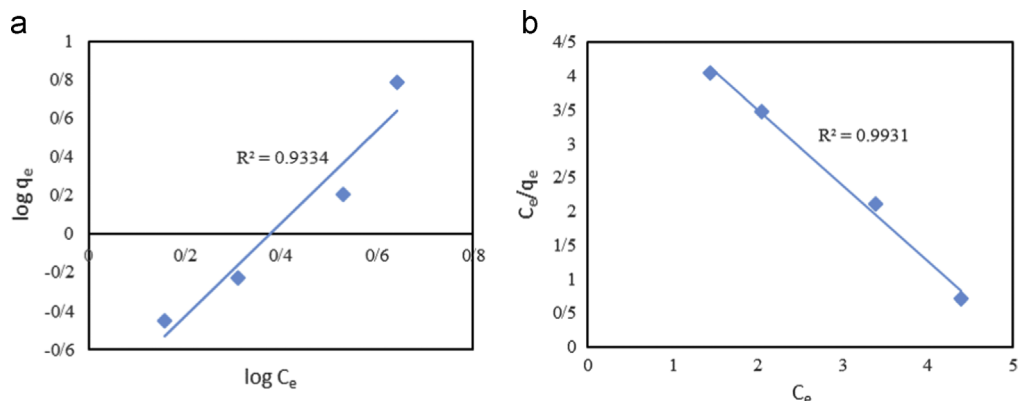 a
1
0/8
0/6
0/4
0/2
0
-0/2
-0/4
-0/6
log qe
R² = 0.9334
0 0/2 0/4 0/6 0/8
log Ce
b
4/5
4
3/5
3
2/5
2
1/5
1
0/5
0
Ce/qe
R² = 0.9931
0 1 2 3 4 5
Ce